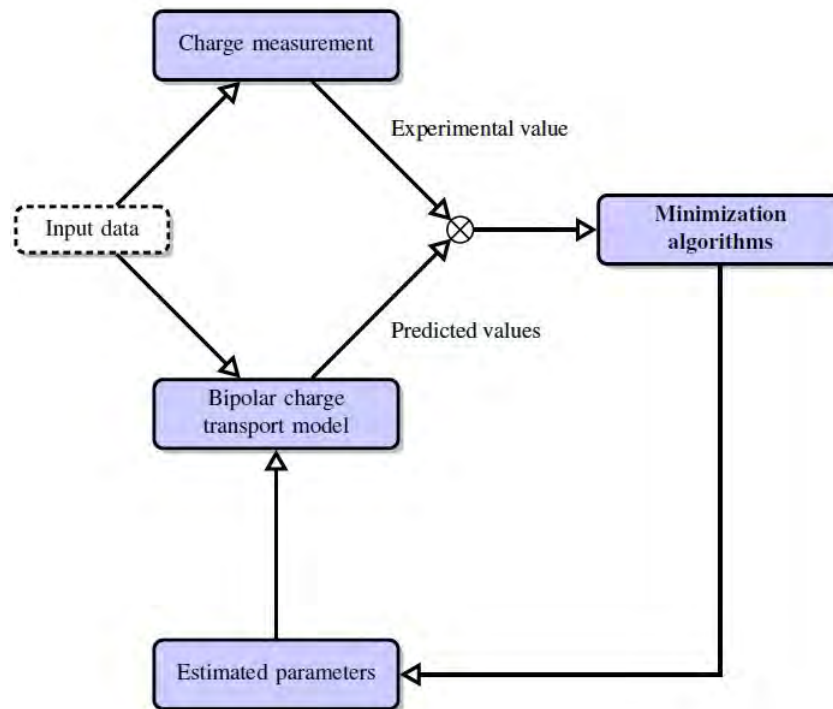 Charge measurement
Experimental value
Input data
Minimization
algorithms
Predicted values
Bipolar charge
transport model
Estimated parameters